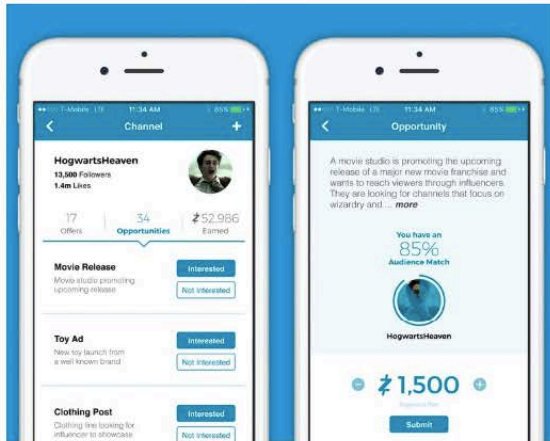 T-Mobile LTE 11:34 AM 85%
Channel
HogwartsHeaven
13,500 Followers
1.4m Likes
17
Offers
34
Opportunities
52.986
Earned
Movie Release
Movie studio promoting
upcoming release
Interested
Not Interested
Toy Ad
New toy launch from
a well known brand
Interested
Not Interested
Clothing Post
Clothing line looking for
influencer to showcase
Interested
Not Interested
T-Mobile LTE 11:34 AM 85%
Opportunity
A movie studio is promoting the upcoming
release of a major new movie franchise and
wants to reach viewers through influencers.
They are looking for channels that focus on
wizardry and ... more
You have an
85%
Audience Match
HogwartsHeaven
1,500
Submit